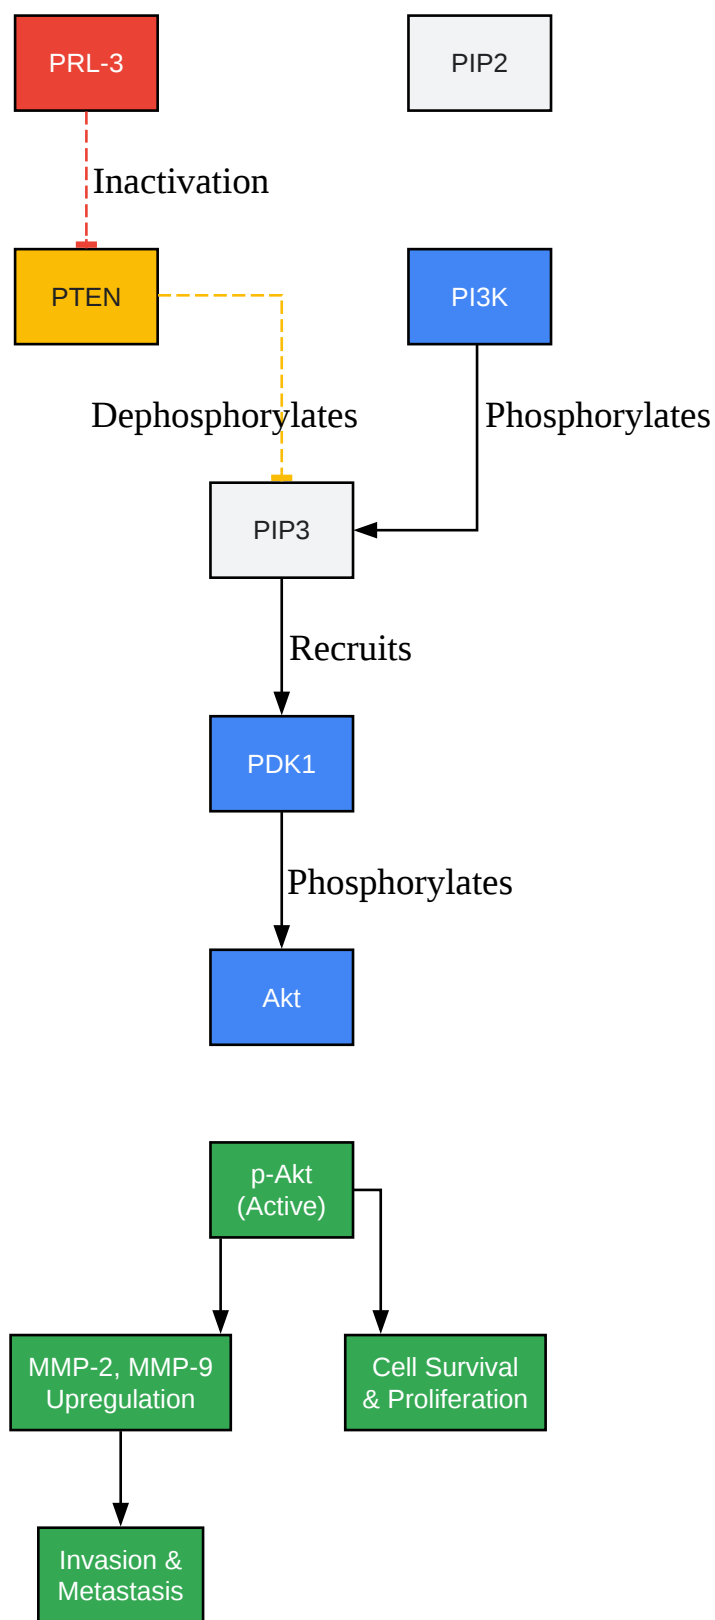 PRL-3
PIP2
Inactivation
PTEN
PI3K
Dephosphorylates
Phosphorylates
PIP3
Recruits
PDK1
Phosphorylates
Akt
p-Akt
(Active)
MMP-2, MMP-9
Upregulation
Cell Survival
& Proliferation
Invasion &
Metastasis